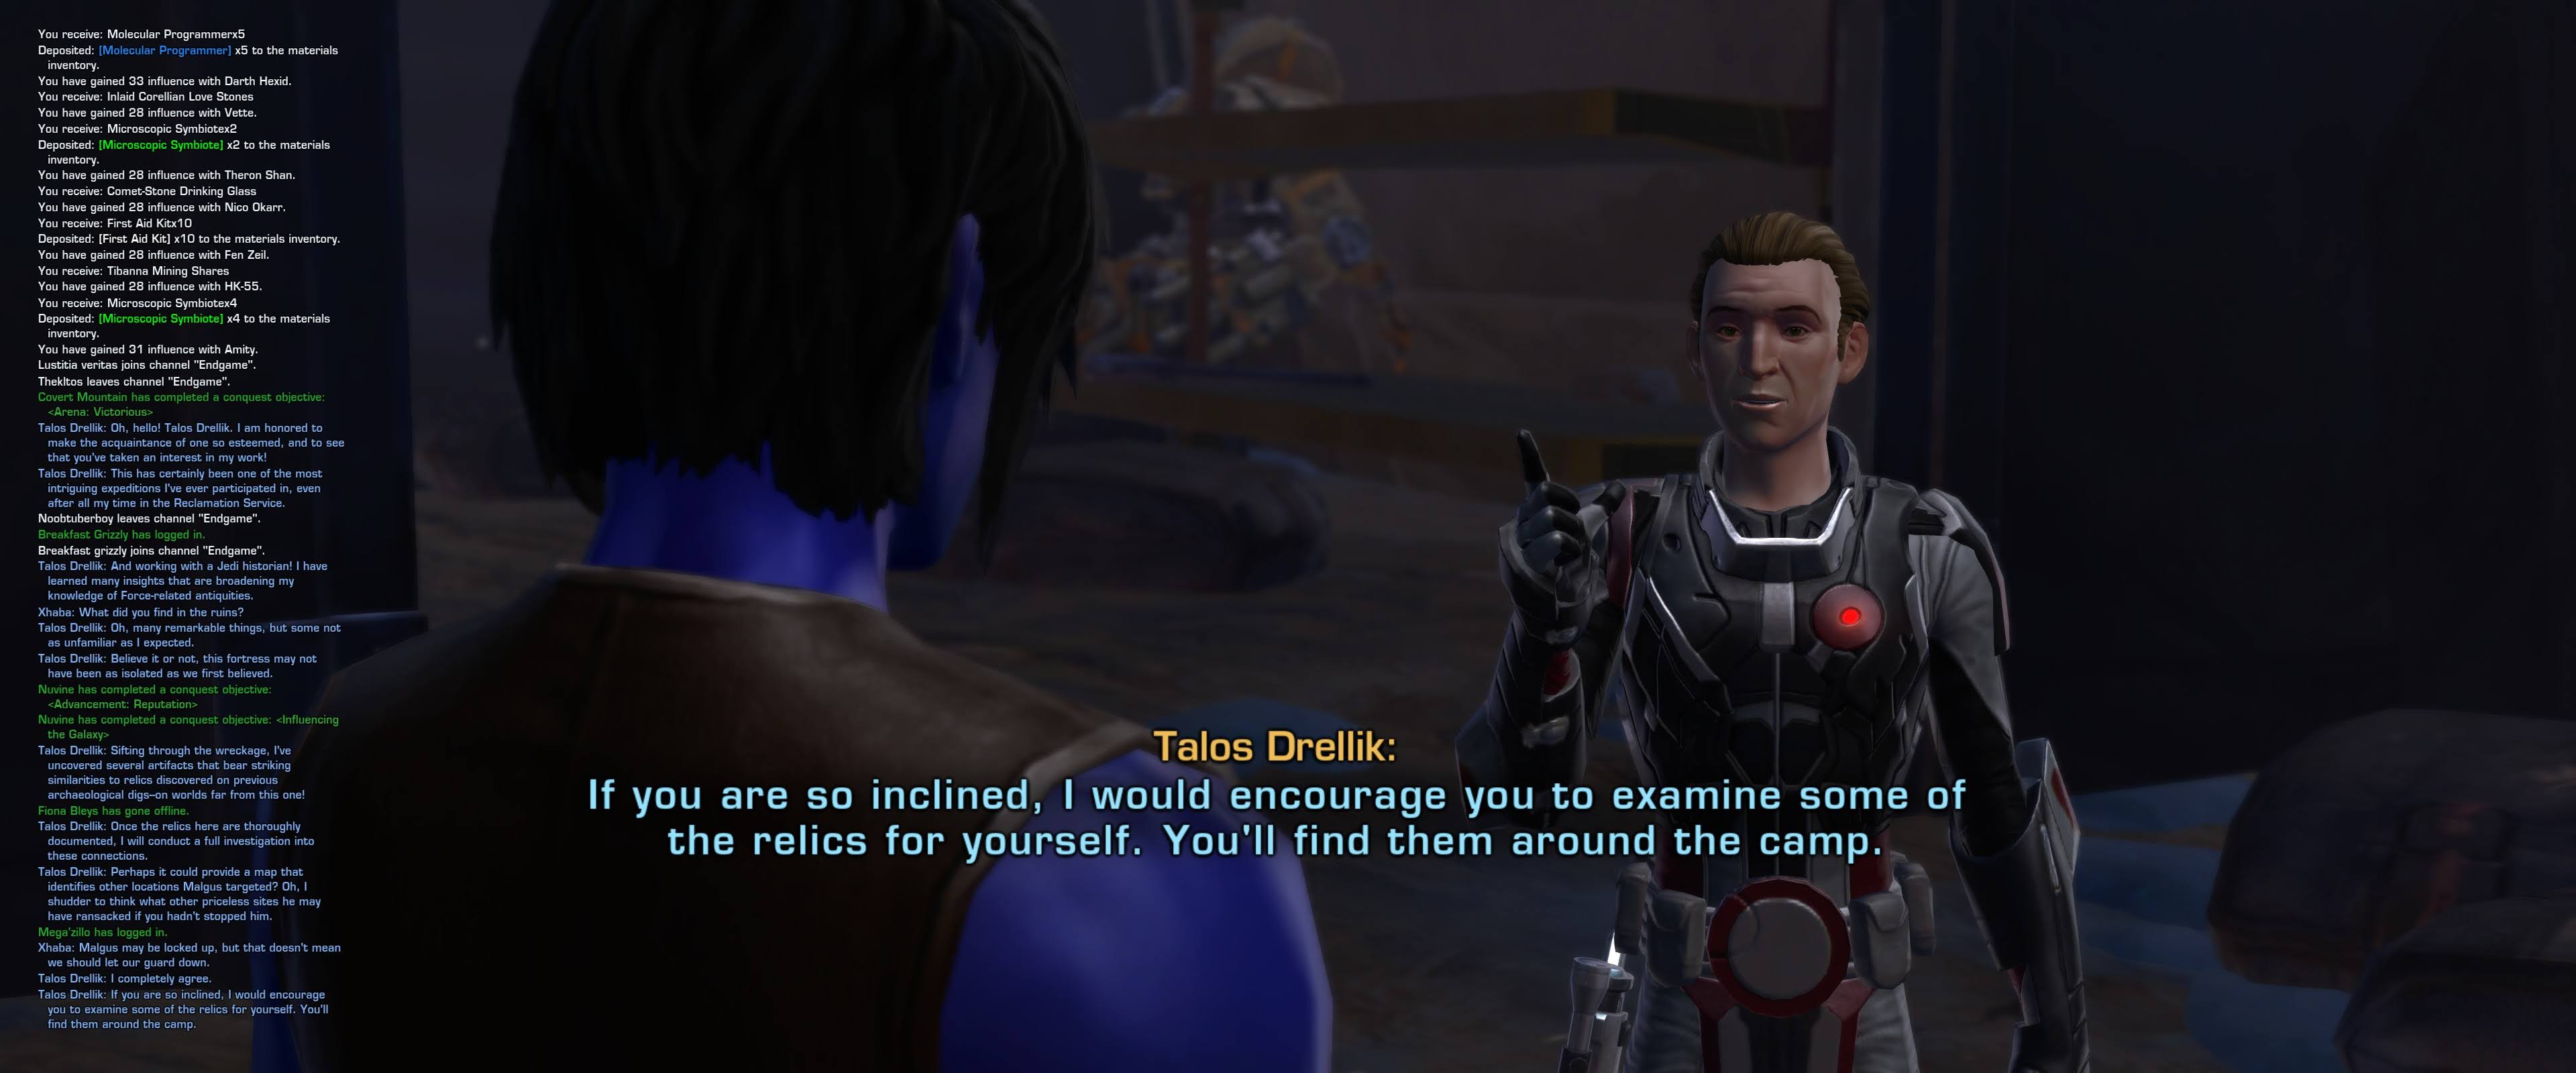 You receive: Molecular Programmerx5
Deposited: [Molecular Programmer] x5 to the materials
inventory.
You have gained 33 influence with Darth Hexid.
You receive: Inlaid Corellian Love Stones
You have gained 28 influence with Vette.
You receive: Microscopic Symbiotex2
Deposited: [Microscopic Symbiote] x2 to the materials
inventory.
You have gained 28 influence with Theron Shan.
You receive: Comet-Stone Drinking Glass
You have gained 28 influence with Nico Okarr.
You receive: First Aid Kitx10
Deposited: [First Aid Kit] x10 to the materials inventory.
You have gained 28 influence with Fen Zeil.
You receive: Tibanna Mining Shares
You have gained 28 influence with HK-55.
You receive: Microscopic Symbiotex4
Deposited: [Microscopic Symbiote] x4 to the materials
inventory.
You have gained 31 influence with Amity.
Lustitia veritas joins channel "Endgame".
Thekltos leaves channel "Endgame".
Covert Mountain has completed a conquest objective:
<Arena: Victorious>
Talos Drellik: Oh, hello! Talos Drellik. I am honored to
make the acquaintance of one so esteemed, and to see
that you've taken an interest in my work!
Talos Drellik: This has certainly been one of the most
intriguing expeditions I've ever participated in, even
after all my time in the Reclamation Service.
Noobtuberboy leaves channel "Endgame".
Breakfast Grizzly has logged in.
Breakfast grizzly joins channel "Endgame".
Talos Drellik: And working with a Jedi historian! I have
learned many insights that are broadening my
knowledge of Force-related antiquities.
Xhaba: What did you find in the ruins?
Talos Drellik: Oh, many remarkable things, but some not
as unfamiliar as I expected.
Talos Drellik: Believe it or not, this fortress may not
have been as isolated as we first believed.
Nuvine has completed a conquest objective:
<Advancement: Reputation>
Nuvine has completed a conquest objective: <Influencing
the Galaxy>
Talos Drellik: Sifting through the wreckage, I've
uncovered several artifacts that bear striking
similarities to relics discovered on previous
archaeological digs–on worlds far from this one!
Fiona Bleys has gone offline.
Talos Drellik: Once the relics here are thoroughly
documented, I will conduct a full investigation into
these connections.
Talos Drellik: Perhaps it could provide a map that
identifies other locations Malgus targeted? Oh, I
shudder to think what other priceless sites he may
have ransacked if you hadn't stopped him.
Mega'zillo has logged in.
Xhaba: Malgus may be locked up, but that doesn't mean
we should let our guard down.
Talos Drellik: I completely agree.
Talos Drellik: If you are so inclined, I would encourage
you to examine some of the relics for yourself. You'll
find them around the camp.
Talos Drellik:
If you are so inclined, I would encourage you to examine some of
the relics for yourself. You'll find them around the camp.